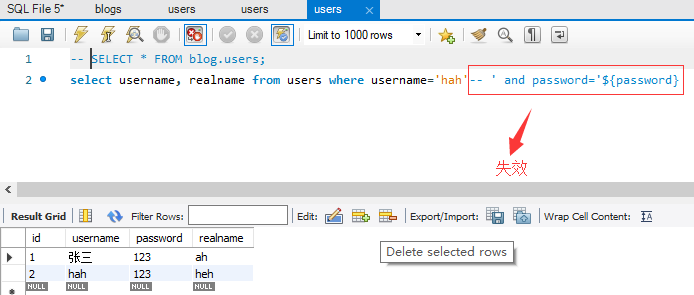 SQL File 5*
blogs
users
users
users
Limit to 1000 rows
1 -- SELECT * FROM blog.users;
2 select username, realname from users where username='hah'-- ' and password='${password}
失效
Result Grid
Filter Rows:
Edit:
Export/Import:
Wrap Cell Content:
id username password realname
1 张三 123 ah
2 hah 123 heh
NULL NULL NULL NULL
Delete selected rows